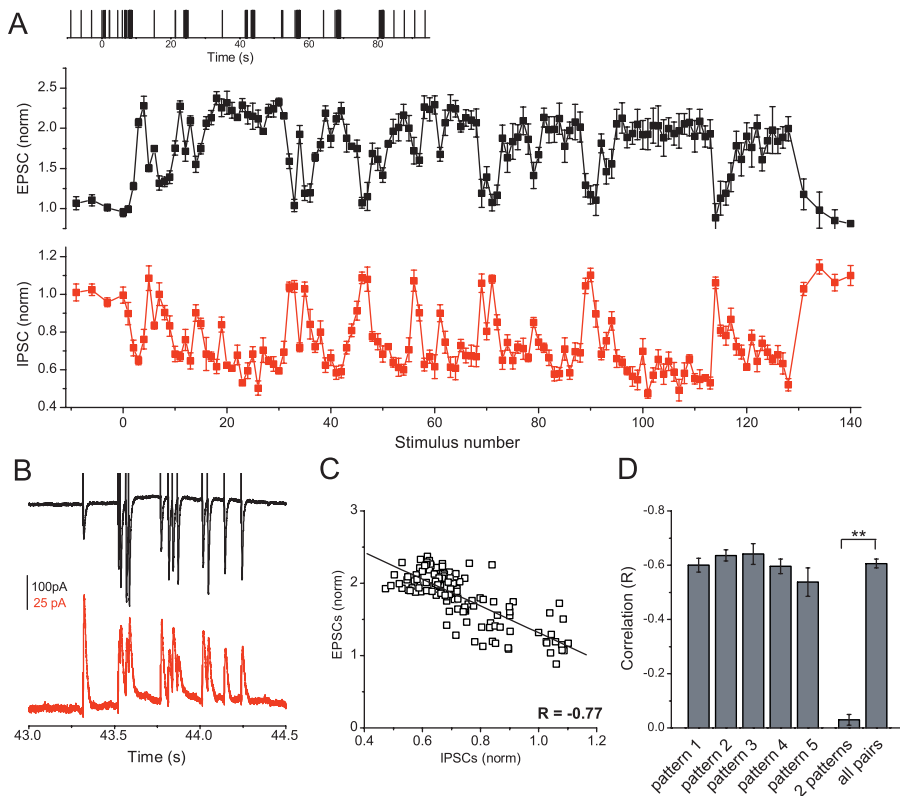 A
0
20
40
60
80
Time (s)
EPSC (norm)
2.5
2.0
1.5
1.0
IPSC (norm)
1.2
1.0
0.8
0.6
0.4
0
20
40
60
80
100
120
140
Stimulus number
B
100pA
25 pA
43.0
43.5
44.0
44.5
Time (s)
C
EPSCs (norm)
3
2
1
0
R = -0.77
0.4
0.6
0.8
1.0
1.2
IPSCs (norm)
D
Correlation (R)
-0.8
-0.6
-0.4
-0.2
0.0
**
pattern 1
pattern 2
pattern 3
pattern 4
pattern 5
2 patterns
all pairs